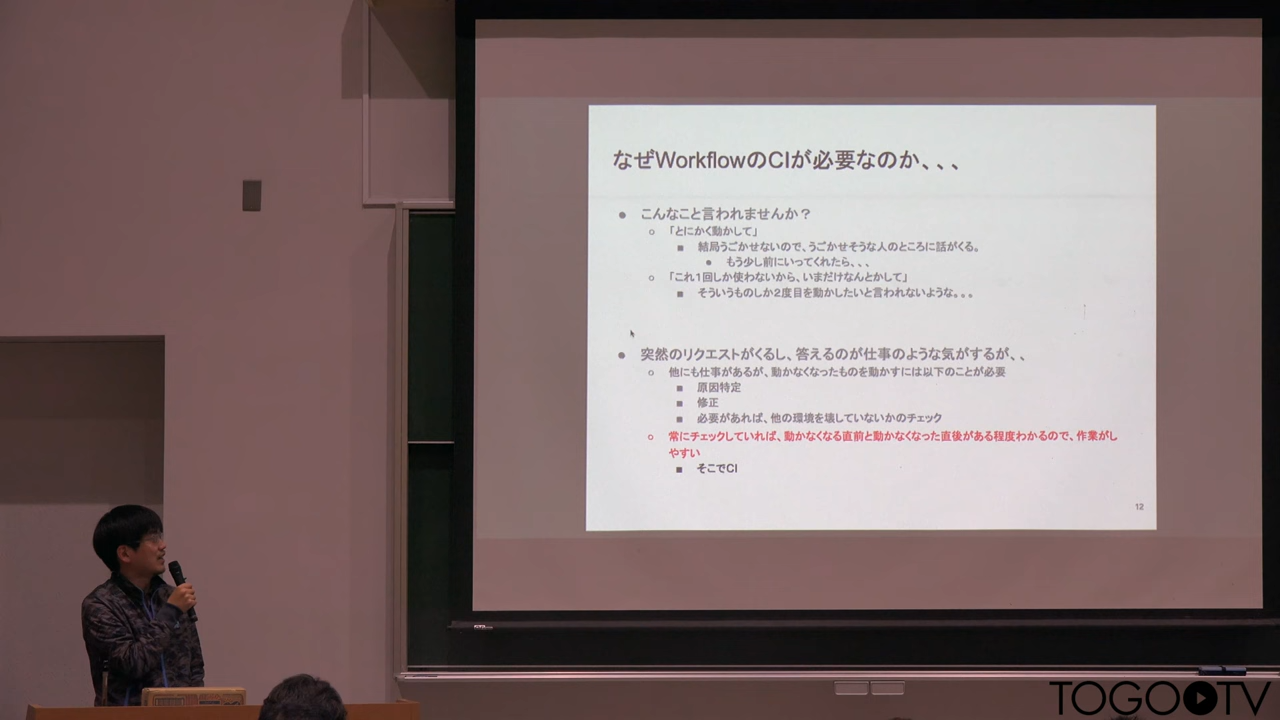 なぜWorkflowのCIが必要なのか、、、
● こんなこと言われませんか？
○ 「とにかく動かして」
■ 結局うごかせないので、うごかせそうな人のところに話がくる。
● もう少し前にいってくれたら、、、
○ 「これ1回しか使わないから、いまだけなんとかして」
■ そういうものしか２度目を動かしたいと言われないような。。。
● 突然のリクエストがくるし、答えるのが仕事のような気がするが、、
○ 他にも仕事があるが、動かなくなったものを動かすには以下のことが必要
■ 原因特定
■ 修正
■ 必要があれば、他の環境を壊していないかのチェック
○ 常にチェックしていれば、動かなくなる直前と動かなくなった直後がある程度わかるので、作業がし
やすい
■ そこでCI
12
TOGOTV